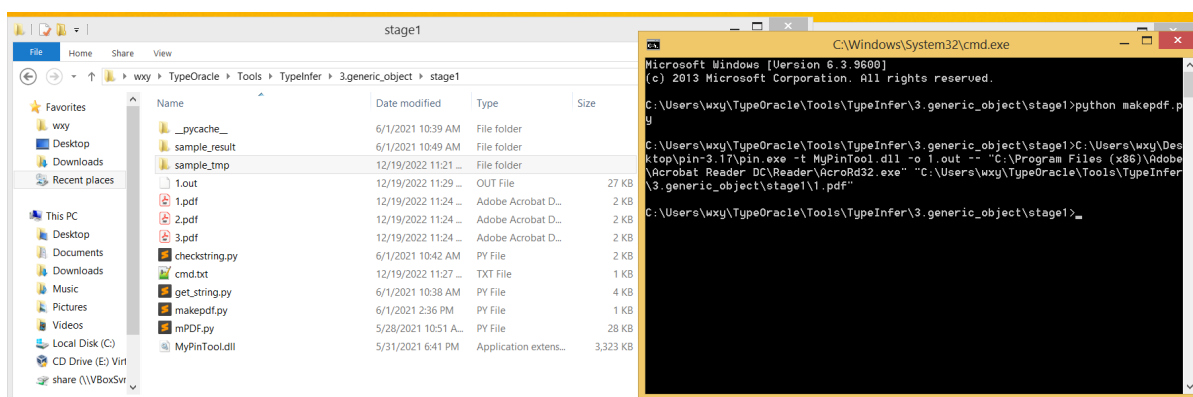 stage1
File Home Share View
wxy TypeOracle Tools TypeInfer 3.generic_object stage1
Favorites
wxy
Desktop
Downloads
Recent places
This PC
Desktop
Documents
Downloads
Music
Pictures
Videos
Local Disk (C:)
CD Drive (E:) Virt
share (\\VBoxSvr
Name Date modified Type Size
__pycache__ 6/1/2021 10:39 AM File folder
sample_result 6/1/2021 10:49 AM File folder
sample_tmp 12/19/2022 11:21 ... File folder
1.out 12/19/2022 11:29 ... OUT File 27 KB
1.pdf 12/19/2022 11:24 ... Adobe Acrobat D... 2 KB
2.pdf 12/19/2022 11:24 ... Adobe Acrobat D... 2 KB
3.pdf 12/19/2022 11:24 ... Adobe Acrobat D... 2 KB
checkstring.py 6/1/2021 10:42 AM PY File 1 KB
cmd.txt 12/19/2022 11:27 ... TXT File 1 KB
get_string.py 6/1/2021 10:38 AM PY File 4 KB
makepdf.py 6/1/2021 2:36 PM PY File 1 KB
mPDF.py 5/28/2021 10:51 A... PY File 28 KB
MyPinTool.dll 5/31/2021 6:41 PM Application extens... 3,323 KB
C:\Windows\System32\cmd.exe
Microsoft Windows [Version 6.3.9600]
(c) 2013 Microsoft Corporation. All rights reserved.
C:\Users\wxy\TypeOracle\Tools\TypeInfer\3.generic_object\stage1>python makepdf.p
y
C:\Users\wxy\TypeOracle\Tools\TypeInfer\3.generic_object\stage1>C:\Users\wxy\Des
ktop\pin-3.17\pin.exe -t MyPinTool.dll -o 1.out -- "C:\Program Files (x86)\Adobe
\Acrobat Reader DC\Reader\AcroRd32.exe" "C:\Users\wxy\TypeOracle\Tools\TypeInfer
\3.generic_object\stage1\1.pdf"
C:\Users\wxy\TypeOracle\Tools\TypeInfer\3.generic_object\stage1>_